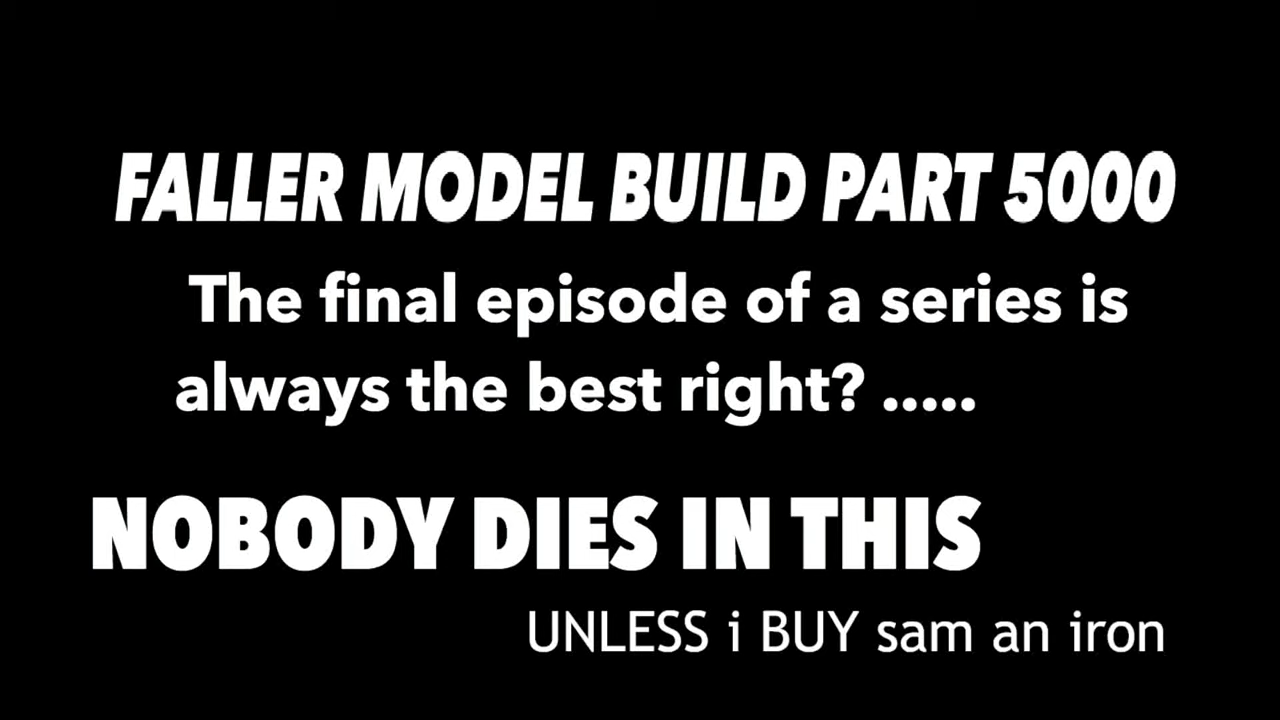 FALLER MODEL BUILD PART 5000
The final episode of a series is
always the best right? .....
NOBODY DIES IN THIS
UNLESS i BUY sam an iron